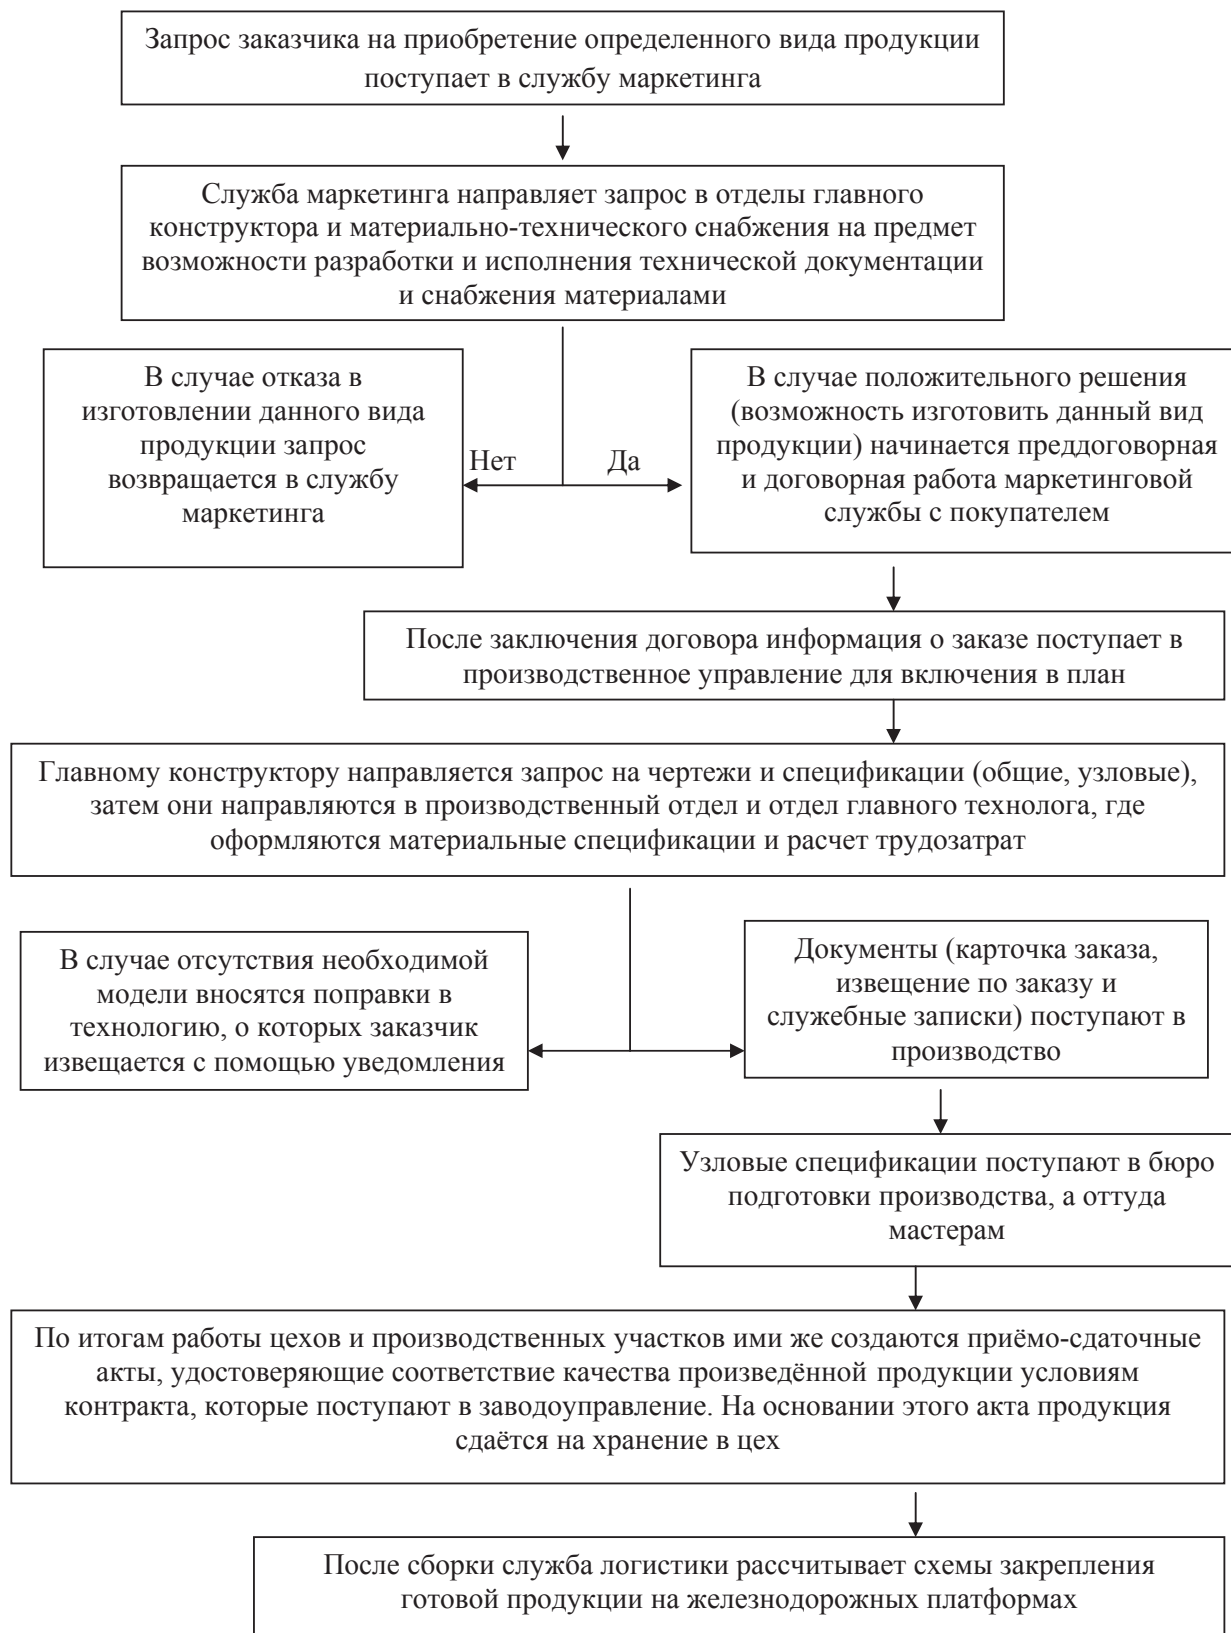 Запрос заказчика на приобретение определенного вида продукции
поступает в службу маркетинга
Служба маркетинга направляет запрос в отделы главного
конструктора и материально-технического снабжения на предмет
возможности разработки и исполнения технической документации
и снабжения материалами
В случае отказа в
изготовлении данного вида
продукции запрос
возвращается в службу
маркетинга
Нет
Да
В случае положительного решения
(возможность изготовить данный вид
продукции) начинается преддоговорная
и договорная работа маркетинговой
службы с покупателем
После заключения договора информация о заказе поступает в
производственное управление для включения в план
Главному конструктору направляется запрос на чертежи и спецификации (общие, узловые),
затем они направляются в производственный отдел и отдел главного технолога, где
оформляются материальные спецификации и расчет трудозатрат
В случае отсутствия необходимой
модели вносятся поправки в
технологию, о которых заказчик
извещается с помощью уведомления
Документы (карточка заказа,
извещение по заказу и
служебные записки) поступают в
производство
Узловые спецификации поступают в бюро
подготовки производства, а оттуда
мастерам
По итогам работы цехов и производственных участков ими же создаются приёмо-сдаточные
акты, удостоверяющие соответствие качества произведённой продукции условиям
контракта, которые поступают в заводоуправление. На основании этого акта продукция
сдаётся на хранение в цех
После сборки служба логистики рассчитывает схемы закрепления
готовой продукции на железнодорожных платформах